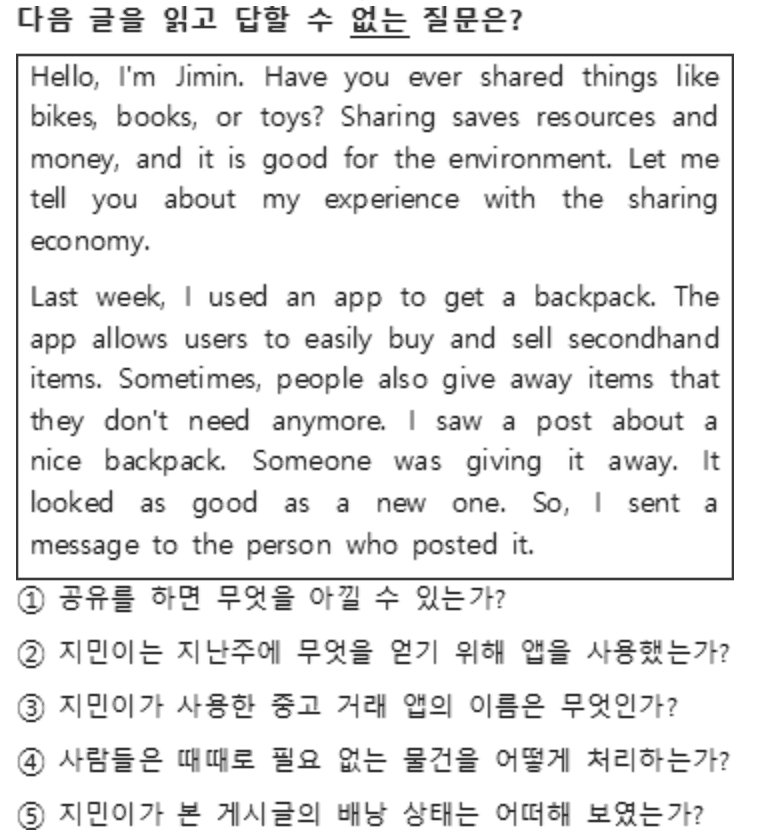 다음 글을 읽고 답할 수 없는 질문은?
Hello, I'm Jimin. Have you ever shared things like
bikes, books, or toys? Sharing saves resources and
money, and it is good for the environment. Let me
tell you about my experience with the sharing
economy.
Last week, I used an app to get a backpack. The
app allows users to easily buy and sell secondhand
items. Sometimes, people also give away items that
they don't need anymore. I saw a post about a
nice backpack. Someone was giving it away. It
looked as good as a new one. So, I sent a
message to the person who posted it.
① 공유를 하면 무엇을 아낄 수 있는가?
② 지민이는 지난주에 무엇을 얻기 위해 앱을 사용했는가?
③ 지민이가 사용한 중고 거래 앱의 이름은 무엇인가?
④ 사람들은 때때로 필요 없는 물건을 어떻게 처리하는가?
⑤ 지민이가 본 게시글의 배낭 상태는 어떠해 보였는가?